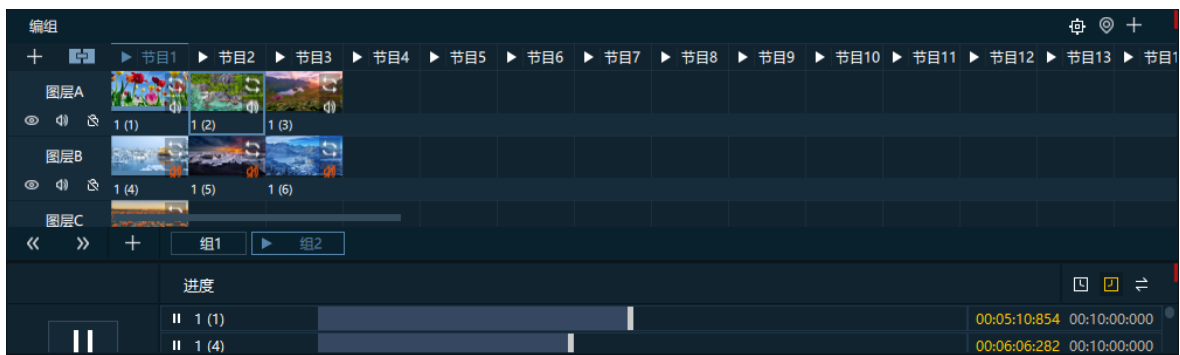 编组
节目1 节目2 节目3 节目4 节目5 节目6 节目7 节目8 节目9 节目10 节目11 节目12 节目13 节目1
图层A
1 (1) 1 (2) 1 (3)
图层B
1 (4) 1 (5) 1 (6)
图层C
组1 组2
进度
1 (1) 00:05:10:854 00:10:00:000
1 (4) 00:06:06:282 00:10:00:000